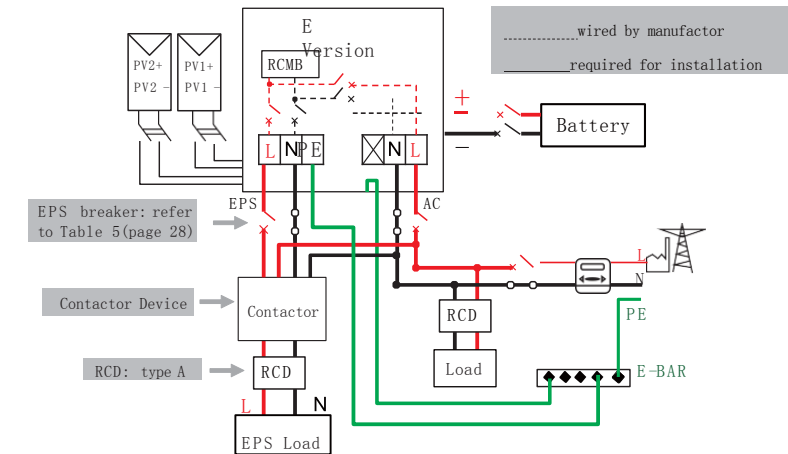 E
Version
wired by manufactor
required for installation
PV2+
PV2 -
PV1+
PV1 -
RCMB
+
-
Battery
L
N
PE
N
L
EPS
AC
EPS breaker: refer
to Table 5(page 28)
Contactor Device
Contactor
RCD: type A
RCD
L
N
EPS Load
RCD
Load
L
N
PE
E-BAR